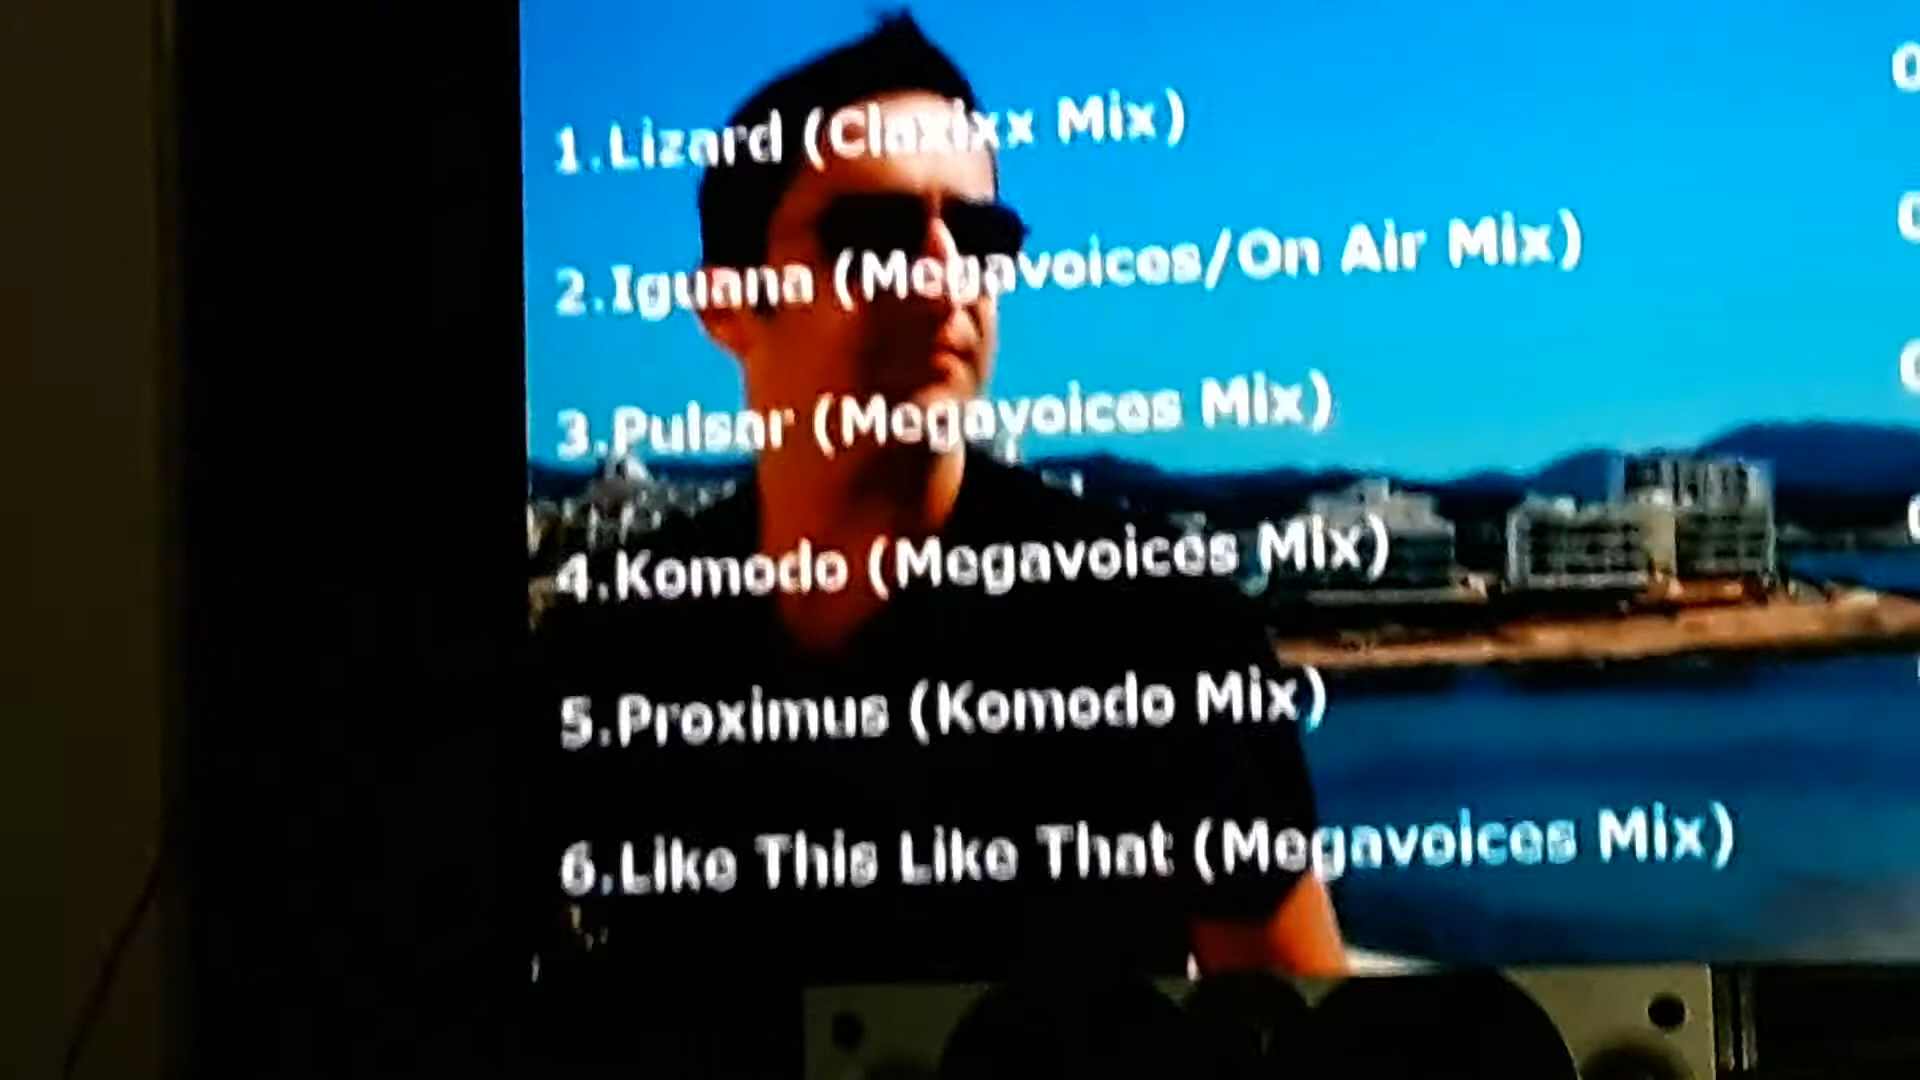 1.Lizard (Claxixx Mix)
2.Iguana (Megavoices/On Air Mix)
3.Pulsar (Megavoices Mix)
4.Komodo (Megavoices Mix)
5.Proximus (Komodo Mix)
6.Like This Like That (Megavoices Mix)